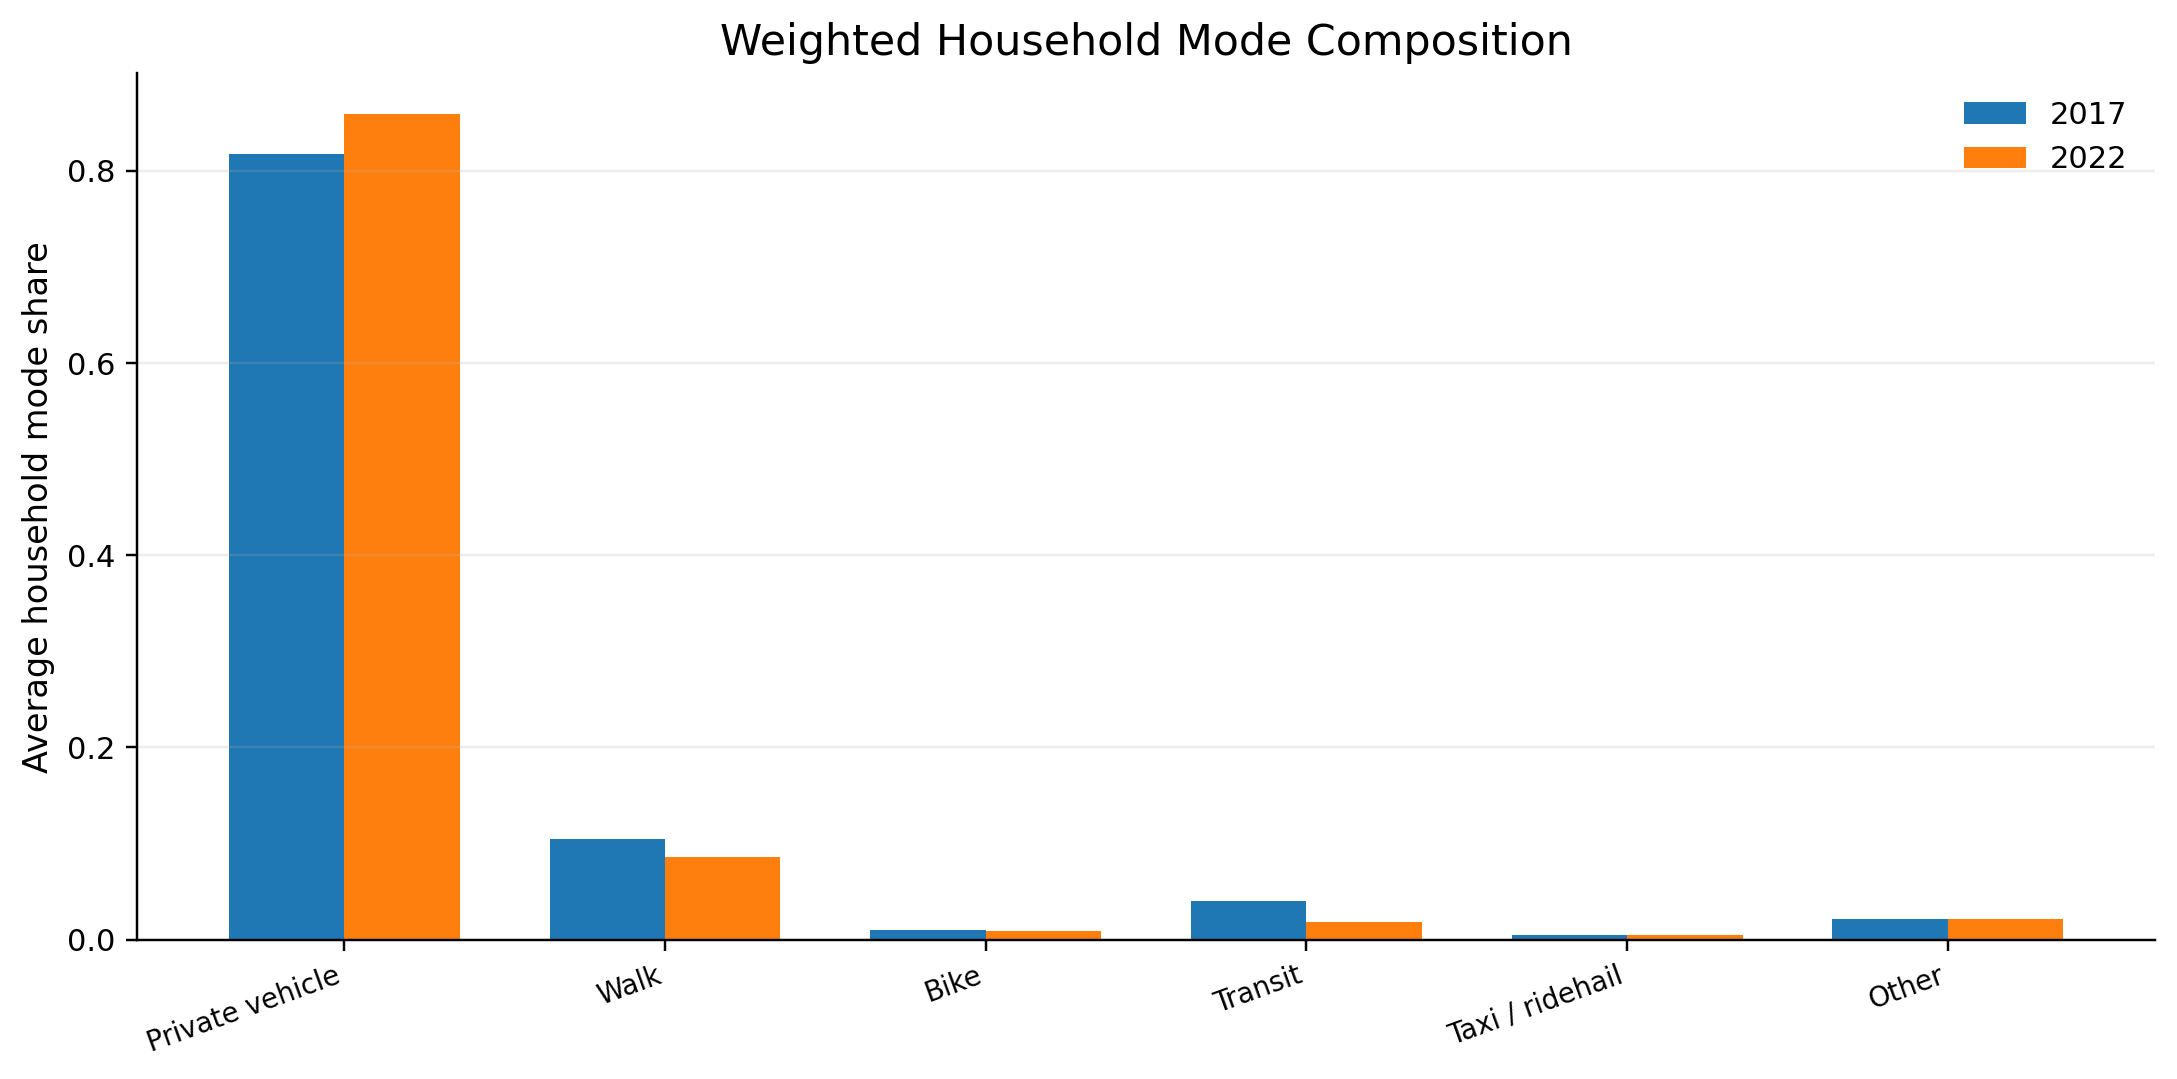 Weighted Household Mode Composition
2017
2022
Average household mode share
0.8
0.6
0.4
0.2
0.0
Private vehicle
Walk
Bike
Transit
Taxi / ridehail
Other